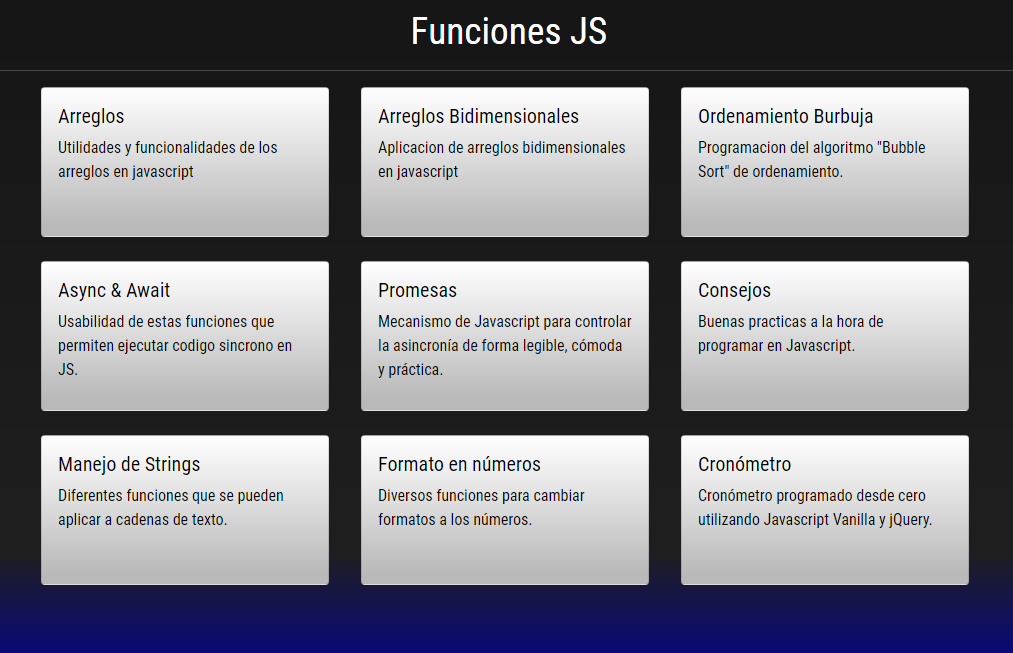 Funciones JS
Arreglos
Utilidades y funcionalidades de los
arreglos en javascript
Arreglos Bidimensionales
Aplicacion de arreglos bidimensionales
en javascript
Ordenamiento Burbuja
Programacion del algoritmo "Bubble
Sort" de ordenamiento.
Async & Await
Usabilidad de estas funciones que
permiten ejecutar codigo sincrono en
JS.
Promesas
Mecanismo de Javascript para controlar
la asincronía de forma legible, cómoda
y práctica.
Consejos
Buenas practicas a la hora de
programar en Javascript.
Manejo de Strings
Diferentes funciones que se pueden
aplicar a cadenas de texto.
Formato en números
Diversos funciones para cambiar
formatos a los números.
Cronómetro
Cronómetro programado desde cero
utilizando Javascript Vanilla y jQuery.